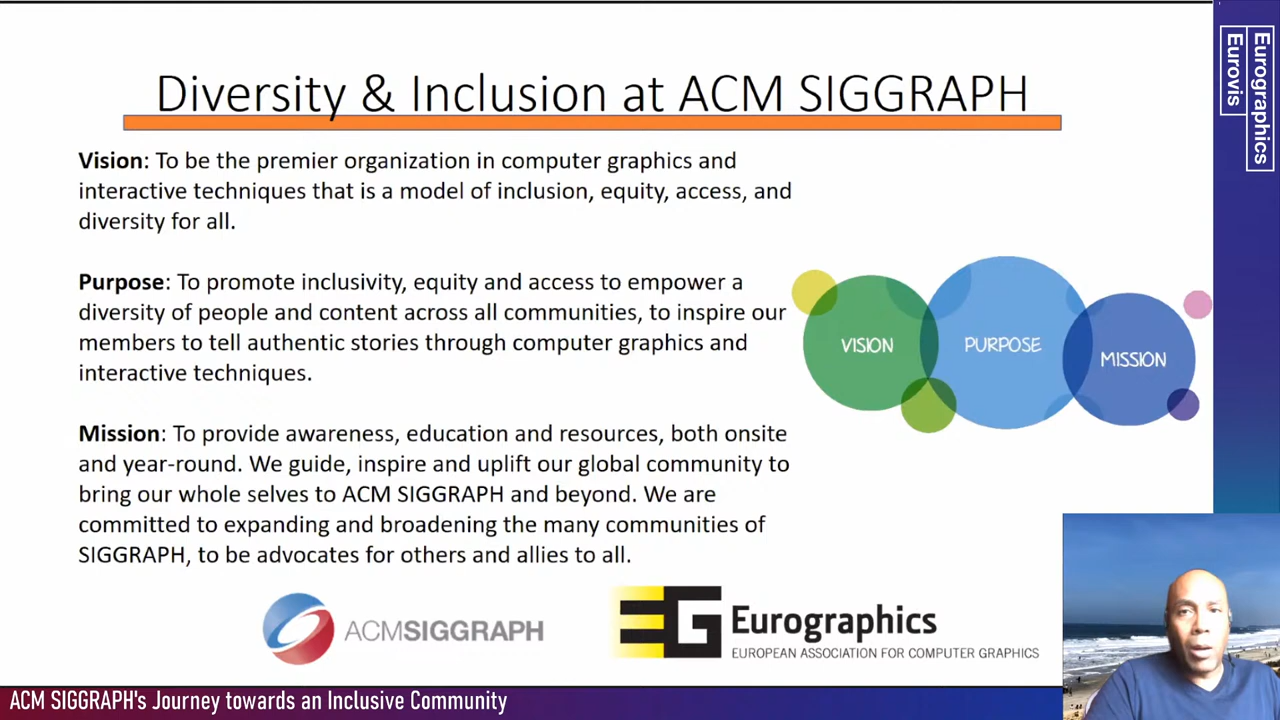 Diversity & Inclusion at ACM SIGGRAPH
Vision: To be the premier organization in computer graphics and
interactive techniques that is a model of inclusion, equity, access, and
diversity for all.
Purpose: To promote inclusivity, equity and access to empower a
diversity of people and content across all communities, to inspire our
members to tell authentic stories through computer graphics and
interactive techniques.
Mission: To provide awareness, education and resources, both onsite
and year-round. We guide, inspire and uplift our global community to
bring our whole selves to ACM SIGGRAPH and beyond. We are
committed to expanding and broadening the many communities of
SIGGRAPH, to be advocates for others and allies to all.
VISION
PURPOSE
MISSION
ACMSIGGRAPH
EG Eurographics
EUROPEAN ASSOCIATION FOR COMPUTER GRAPHICS
Eurographics
Eurovis
ACM SIGGRAPH's Journey towards an Inclusive Community